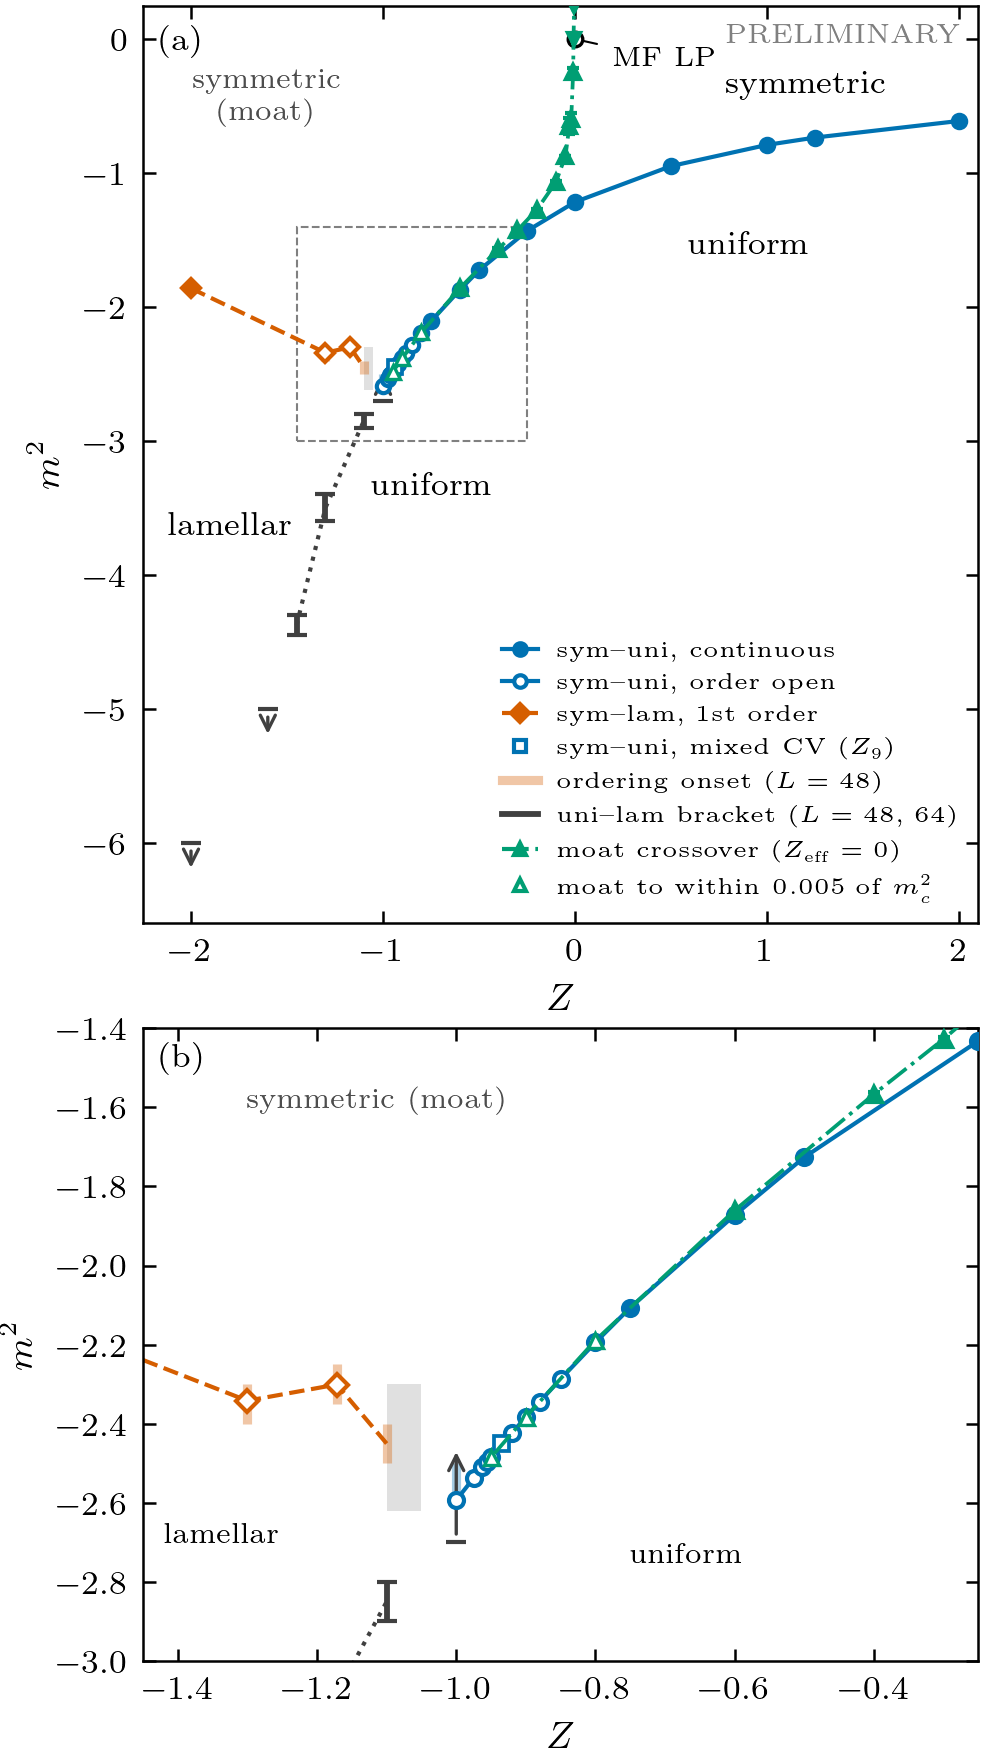 (a)
PRELIMINARY
MF LP
symmetric
(moat)
symmetric
uniform
uniform
lamellar
sym–uni, continuous
sym–uni, order open
sym–lam, 1st order
sym–uni, mixed CV (Z₉)
ordering onset (L = 48)
uni–lam bracket (L = 48, 64)
moat crossover (Z_eff = 0)
moat to within 0.005 of m_c^2
0
−1
−2
−3
−4
−5
−6
m²
−2
−1
0
1
2
Z
(b)
symmetric (moat)
lamellar
uniform
−1.4
−1.6
−1.8
−2.0
−2.2
−2.4
−2.6
−2.8
−3.0
m²
−1.4
−1.2
−1.0
−0.8
−0.6
−0.4
Z